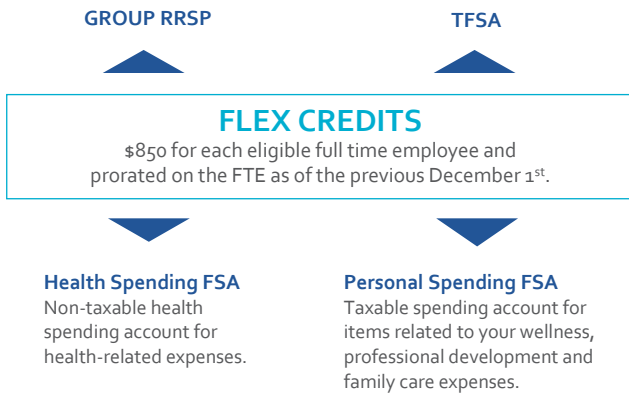 GROUP RRSP
TFSA
FLEX CREDITS
$850 for each eligible full time employee and
prorated on the FTE as of the previous December 1st.
Health Spending FSA
Non-taxable health
spending account for
health-related expenses.
Personal Spending FSA
Taxable spending account for
items related to your wellness,
professional development and
family care expenses.